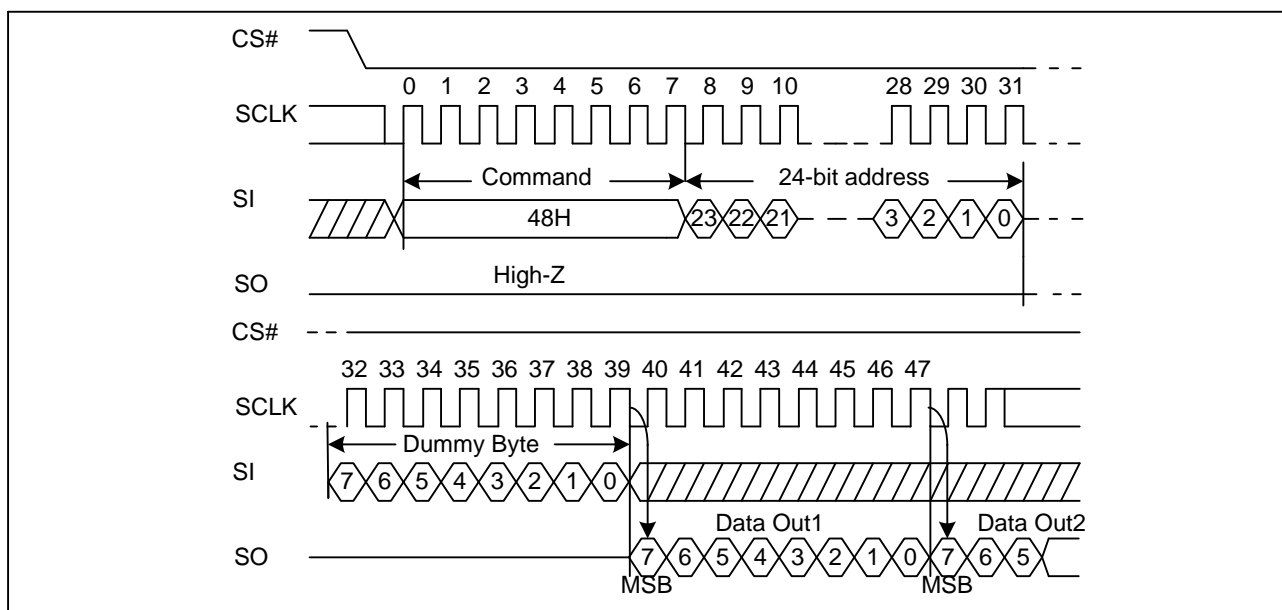 CS#
0 1 2 3 4 5 6 7 8 9 10 28 29 30 31
SCLK
Command 24-bit address
SI
48H 23 22 21 3 2 1 0
High-Z
SO
CS#
32 33 34 35 36 37 38 39 40 41 42 43 44 45 46 47
SCLK
Dummy Byte
SI
7 6 5 4 3 2 1 0
Data Out1 Data Out2
SO
7 6 5 4 3 2 1 0 7 6 5
MSB MSB